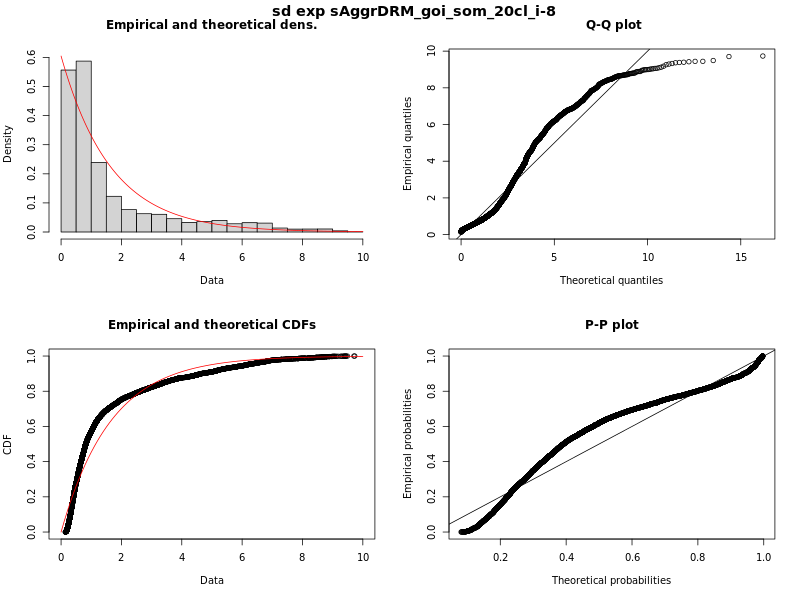 sd exp sAggrDRM_goi_som_20cl_i-8
Empirical and theoretical dens.
Density
0.0 0.1 0.2 0.3 0.4 0.5 0.6
0 2 4 6 8 10
Data
Q-Q plot
Empirical quantiles
0 2 4 6 8 10
0 5 10 15
Theoretical quantiles
Empirical and theoretical CDFs
CDF
0.0 0.2 0.4 0.6 0.8 1.0
0 2 4 6 8 10
Data
P-P plot
Empirical probabilities
0.0 0.2 0.4 0.6 0.8 1.0
0.2 0.4 0.6 0.8 1.0
Theoretical probabilities